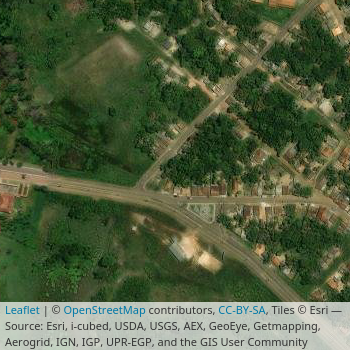 Leaflet | © OpenStreetMap contributors, CC-BY-SA, Tiles © Esri —
Source: Esri, i-cubed, USDA, USGS, AEX, GeoEye, Getmapping,
Aerogrid, IGN, IGP, UPR-EGP, and the GIS User Community